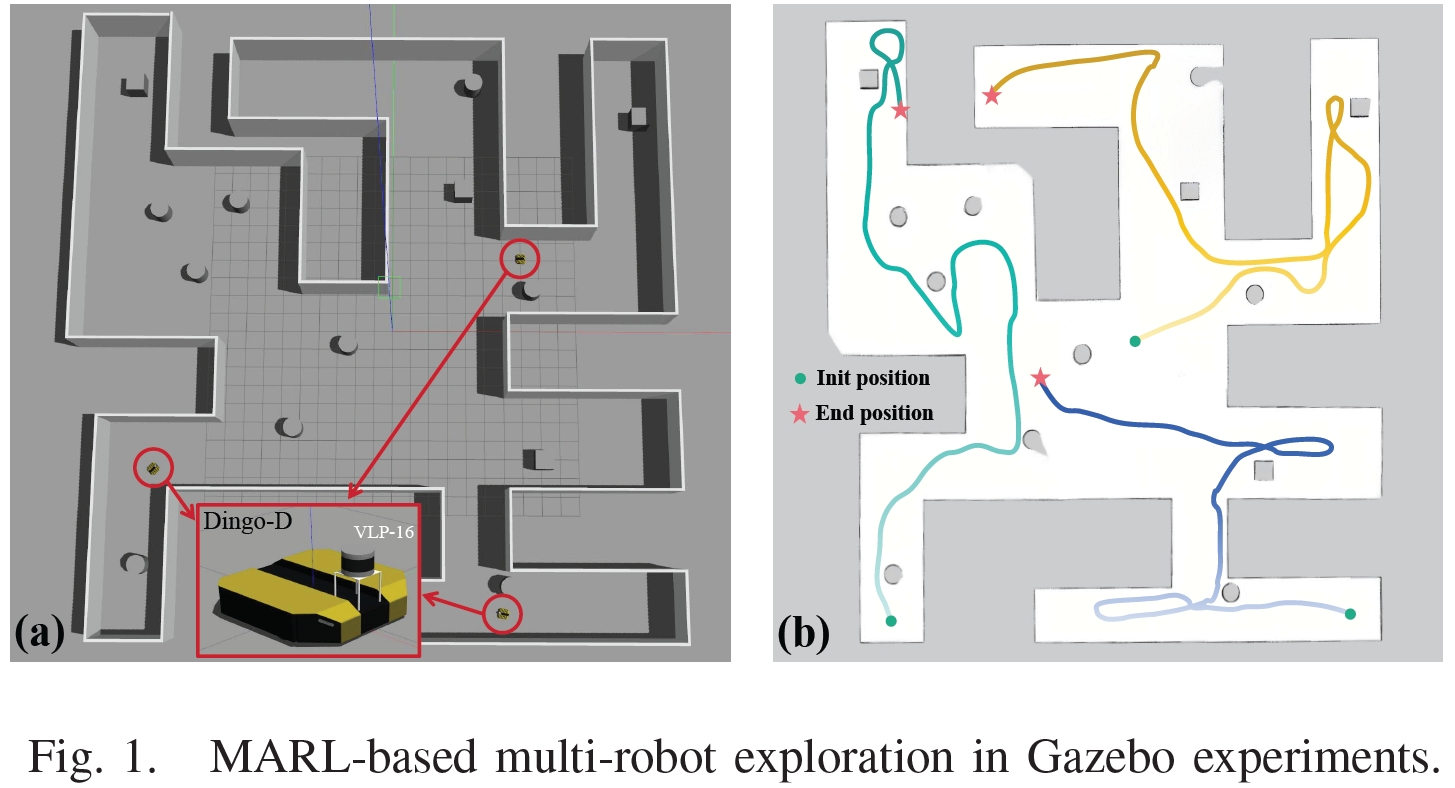 Dingo-D
VLP-16
(a)
Init position
End position
(b)
Fig. 1. MARL-based multi-robot exploration in Gazebo experiments.